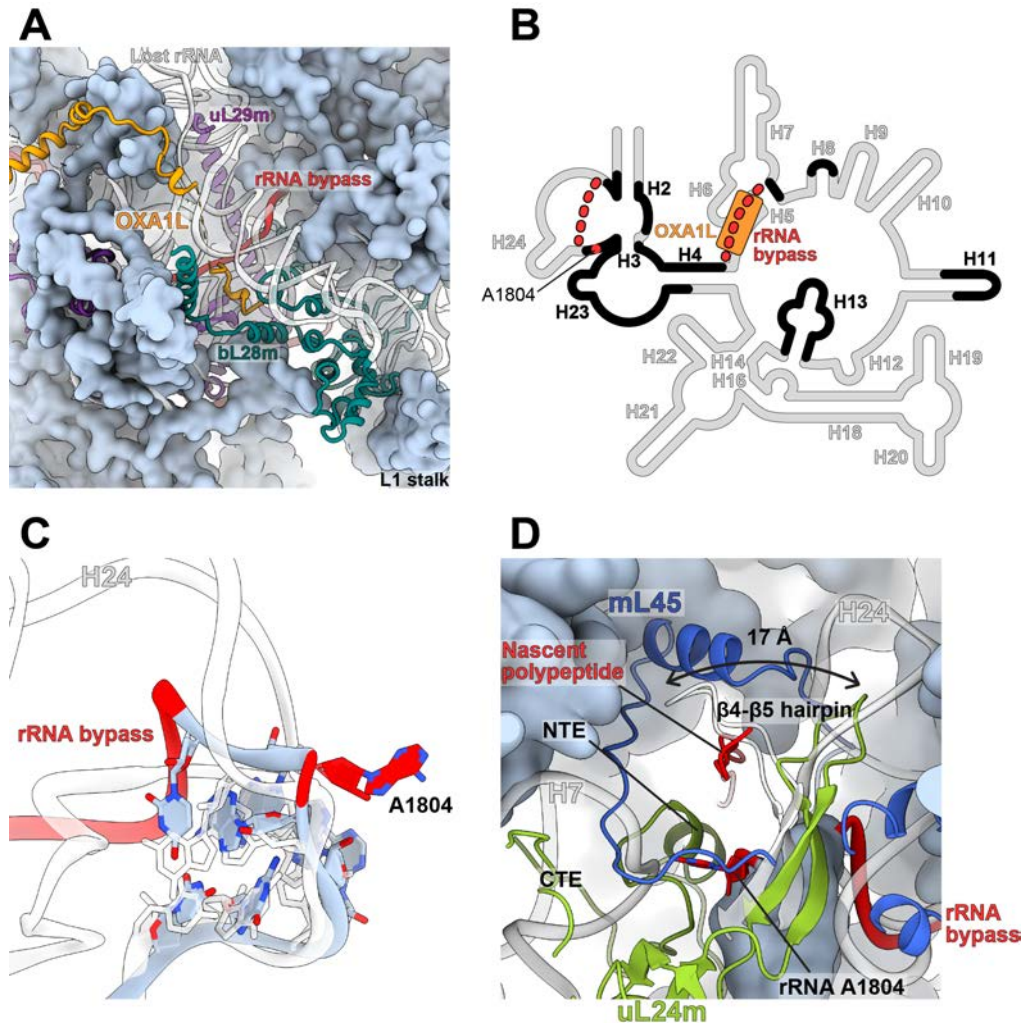 A
Lost rRNA
uL29m
rRNA bypass
OXA1L
bL28m
L1 stalk
B
H7
H8
H9
H6
H2
H10
H5
OXA1L
rRNA
bypass
H24
H3
H4
H11
A1804
H23
H13
H22
H14
H12
H19
H16
H21
H18
H20
C
H24
rRNA bypass
A1804
D
mL45
H24
17 Å
Nascent
polypeptide
β4-β5 hairpin
NTE
H7
CTE
rRNA
bypass
rRNA A1804
uL24m